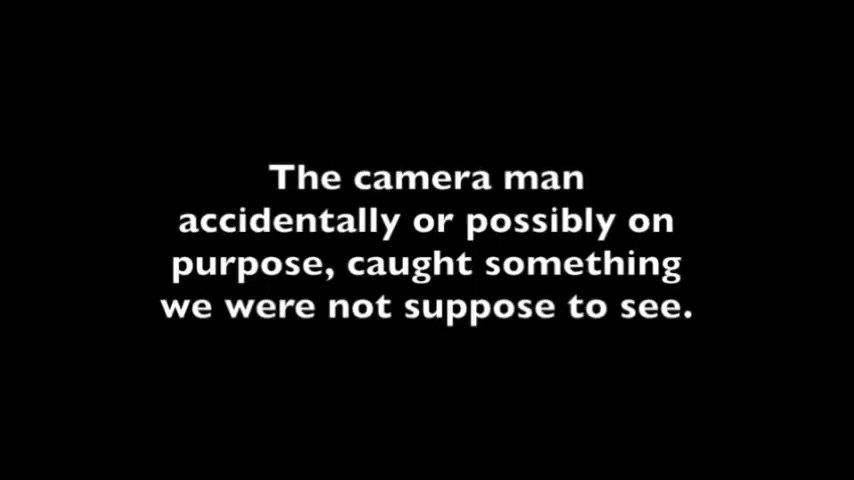 The camera man
accidentally or possibly on
purpose, caught something
we were not suppose to see.